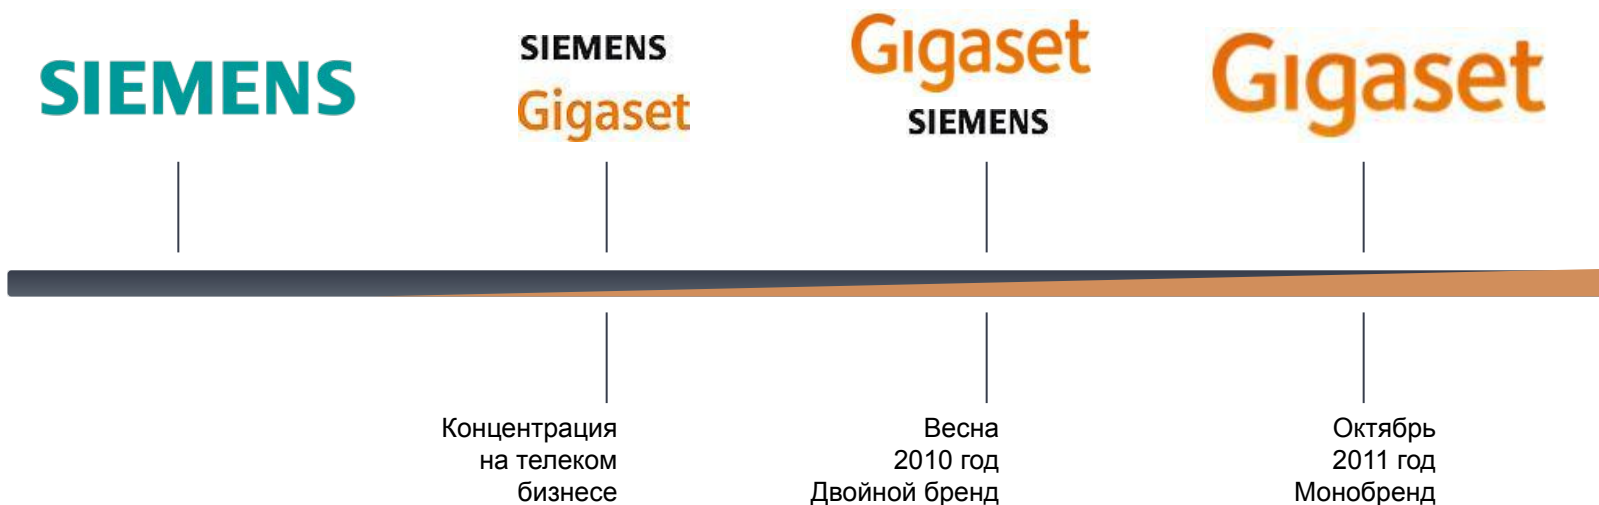 SIEMENS
SIEMENS
Gigaset
Gigaset
SIEMENS
Gigaset
Концентрация
на телеком
бизнесе
Весна
2010 год
Двойной бренд
Октябрь
2011 год
Монобренд